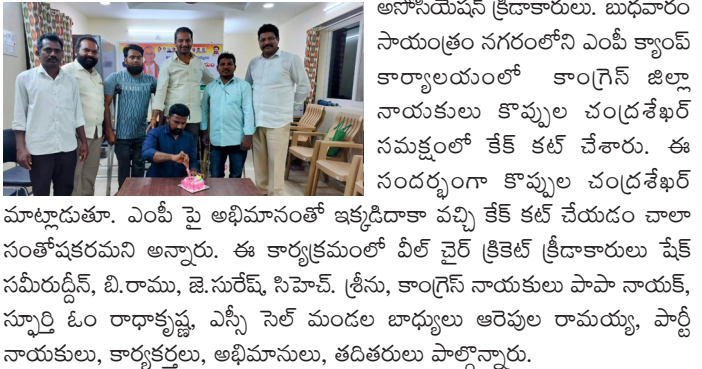 అసోసియేషన్ క్రీడాకారులు. బుధవారం
సాయంత్రం నగరంలోని ఎంపీ క్యాంప్
కార్యాలయంలో కాంగ్రెస్ జిల్లా
నాయకులు కొప్పుల చంద్రశేఖర్
సమక్షంలో కేక్ కట్ చేశారు. ఈ
సందర్భంగా కొప్పుల చంద్రశేఖర్
మాట్లాడుతూ. ఎంపీ పై అభిమానంతో ఇక్కడిదాకా వచ్చి కేక్ కట్ చేయడం చాలా
సంతోషకరమని అన్నారు. ఈ కార్యక్రమంలో వీల్ చైర్ క్రికెట్ క్రీడాకారులు షేక్
సమీరుద్దీన్, బి.రాము, జె.సురేష్, సిహెచ్. శ్రీను, కాంగ్రెస్ నాయకులు పాపా నాయక్,
స్ఫూర్తి ఓం రాధాకృష్ణ, ఎస్సీ సెల్ మండల బాధ్యులు ఆరెపుల రామయ్య, పార్టీ
నాయకులు, కార్యకర్తలు, అభిమానులు, తదితరులు పాల్గొన్నారు.